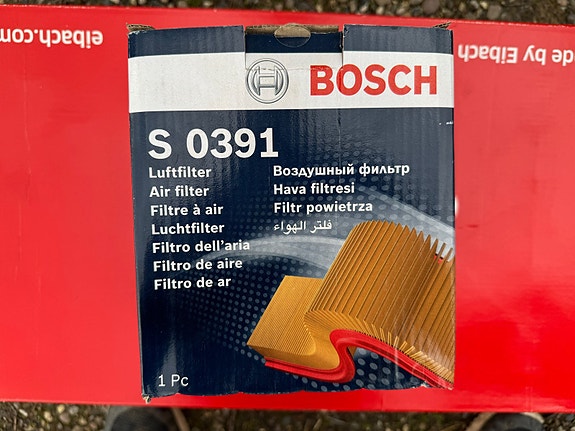 eibach.com
de by Eibach
BOSCH
S 0391
Luftfilter
Air filter
Filtre à air
Luchtfilter
Filtro dell'aria
Filtro de aire
Filtro de ar
Воздушный фильтр
Hava filtresi
Filtr powietrza
فلتر الهواء
1 Pc